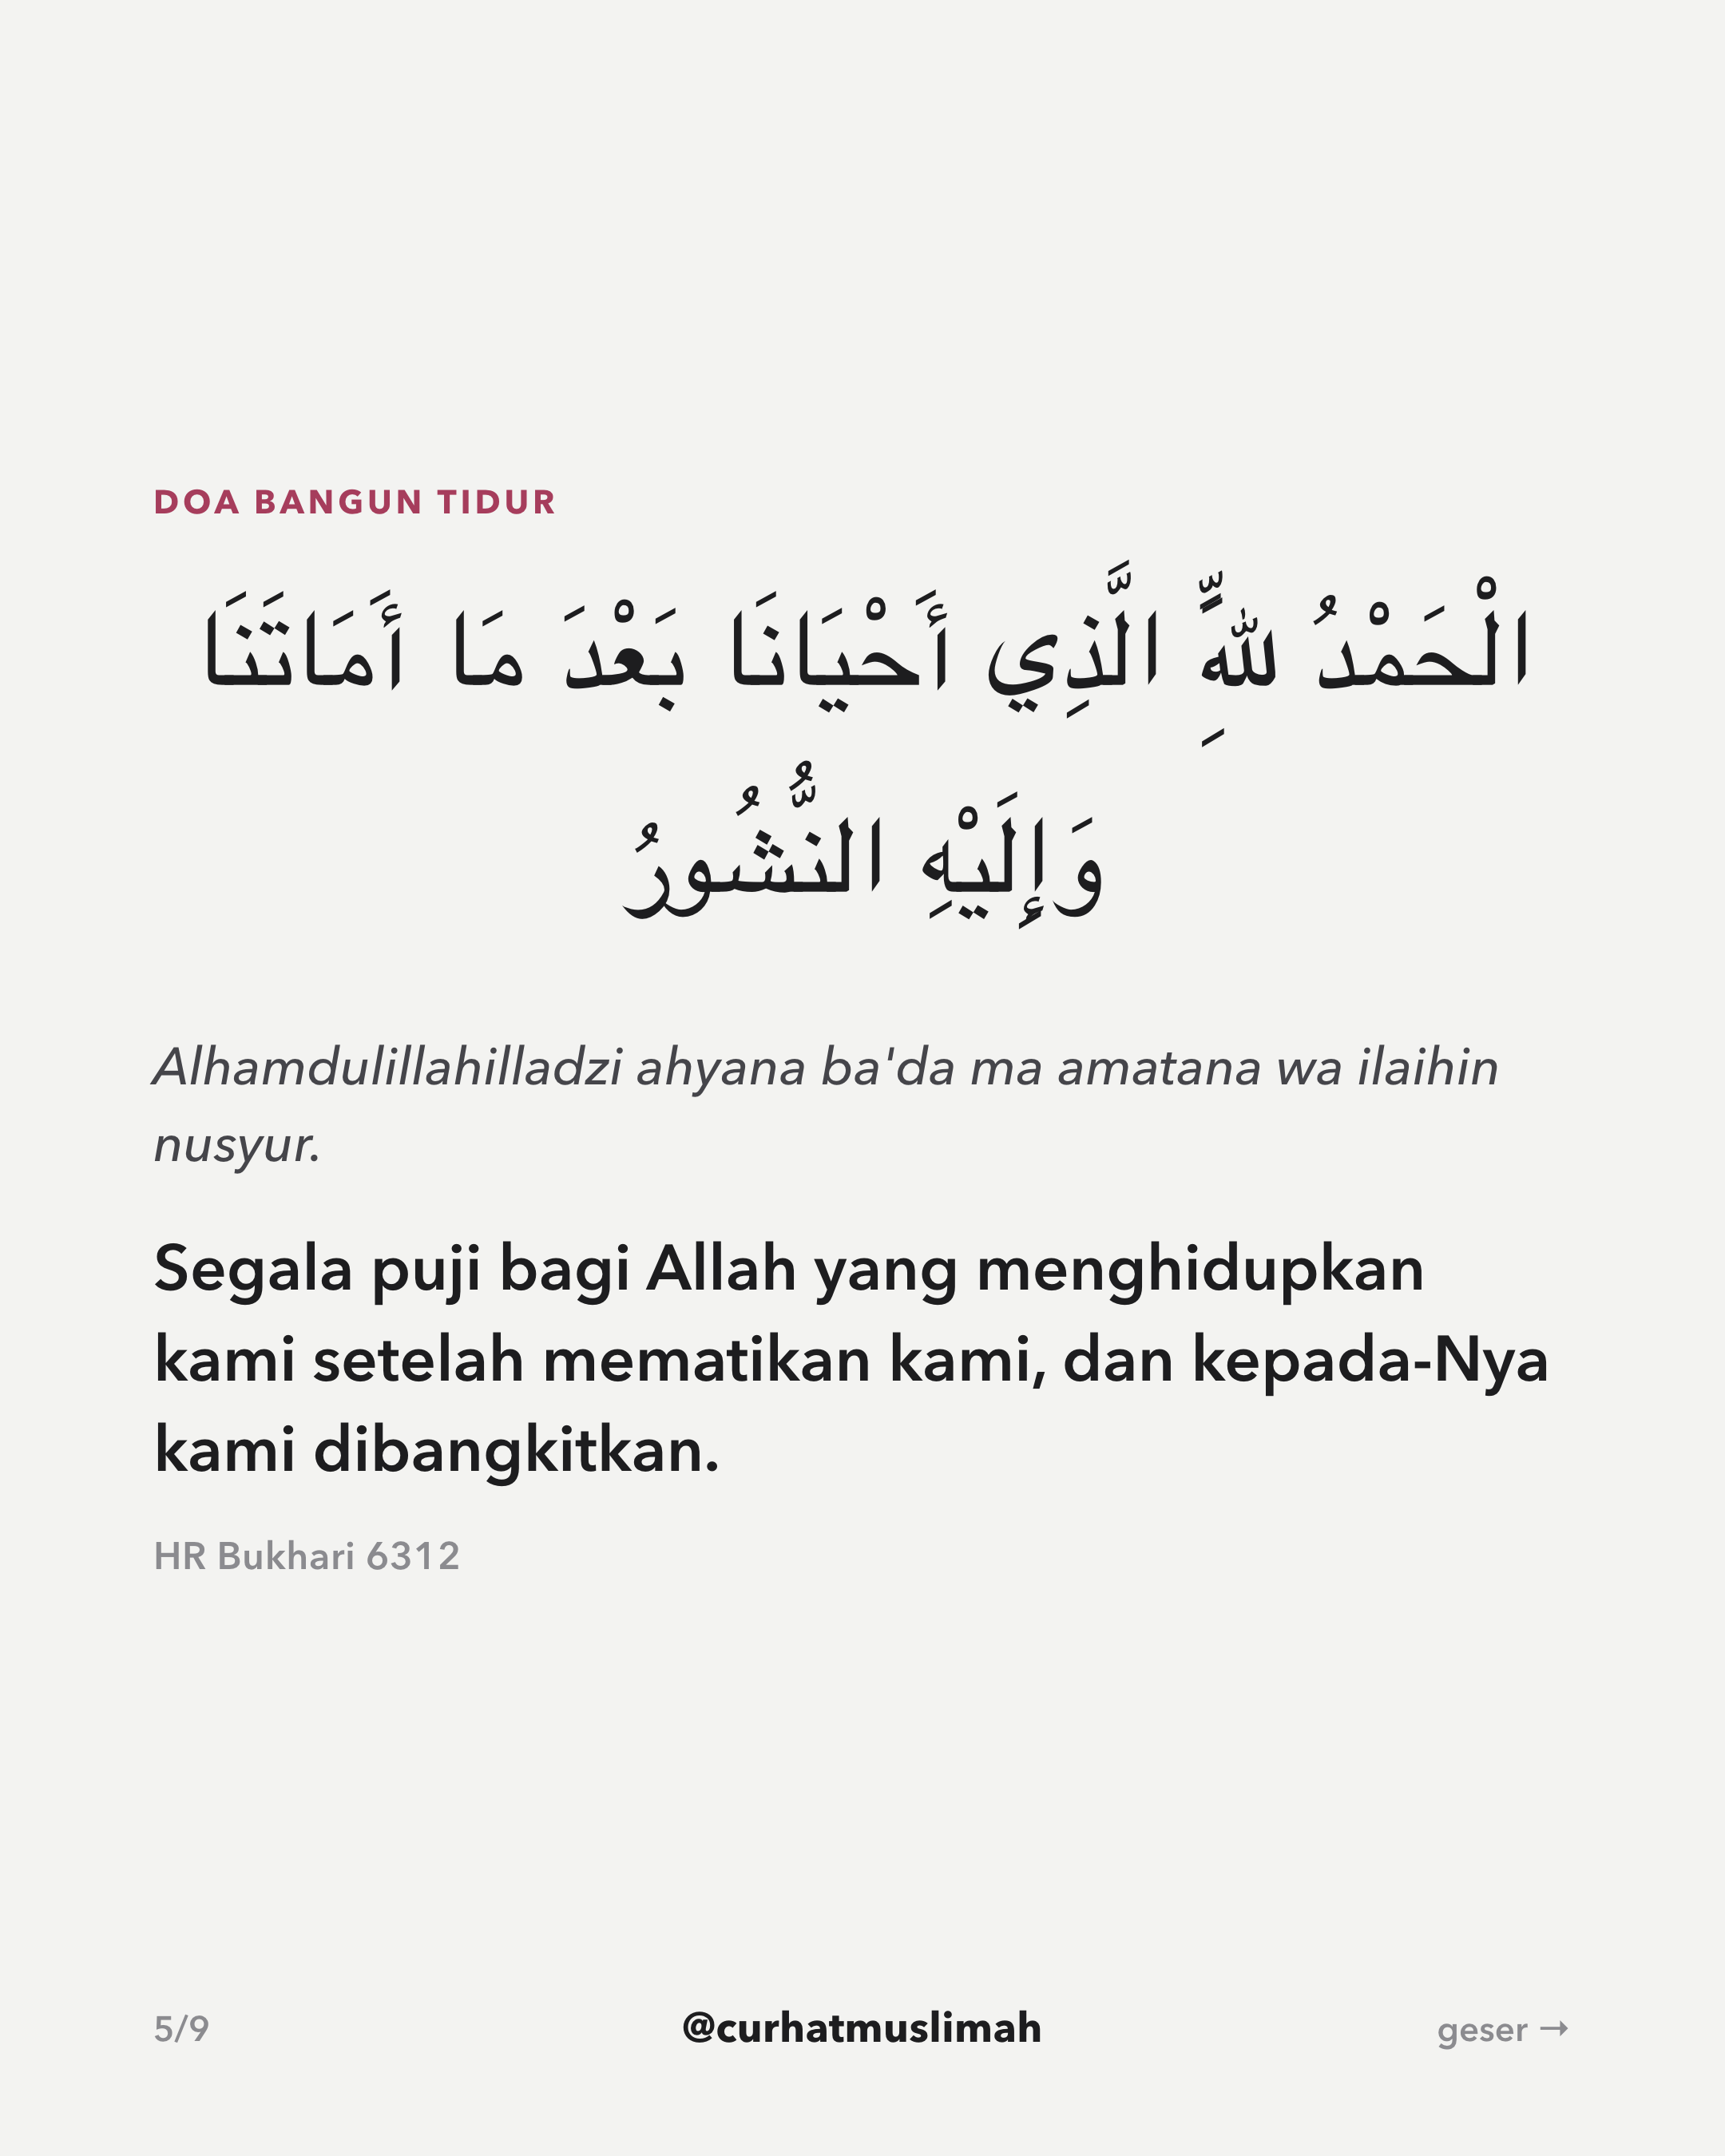 DOA BANGUN TIDUR
الْحَمْدُ لِلَّهِ الَّذِي أَحْيَانَا بَعْدَ مَا أَمَاتَنَا
وَإِلَيْهِ النُّشُورُ
Alhamdulillahilladzi ahyana ba'da ma amatana wa ilaihin
nusyur.
Segala puji bagi Allah yang menghidupkan
kami setelah mematikan kami, dan kepada-Nya
kami dibangkitkan.
HR Bukhari 6312
5/9 @curhatmuslimah geser →